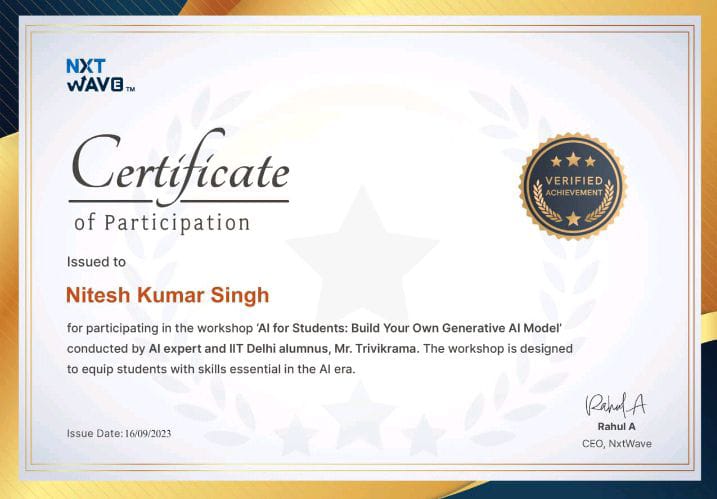 NXT
WAVE TM
Certificate
of Participation
VERIFIED
ACHIEVEMENT
Issued to
Nitesh Kumar Singh
for participating in the workshop ‘AI for Students: Build Your Own Generative AI Model’
conducted by AI expert and IIT Delhi alumnus, Mr. Trivikrama. The workshop is designed
to equip students with skills essential in the AI era.
Rahul A
Issue Date: 16/09/2023
Rahul A
CEO, NxtWave